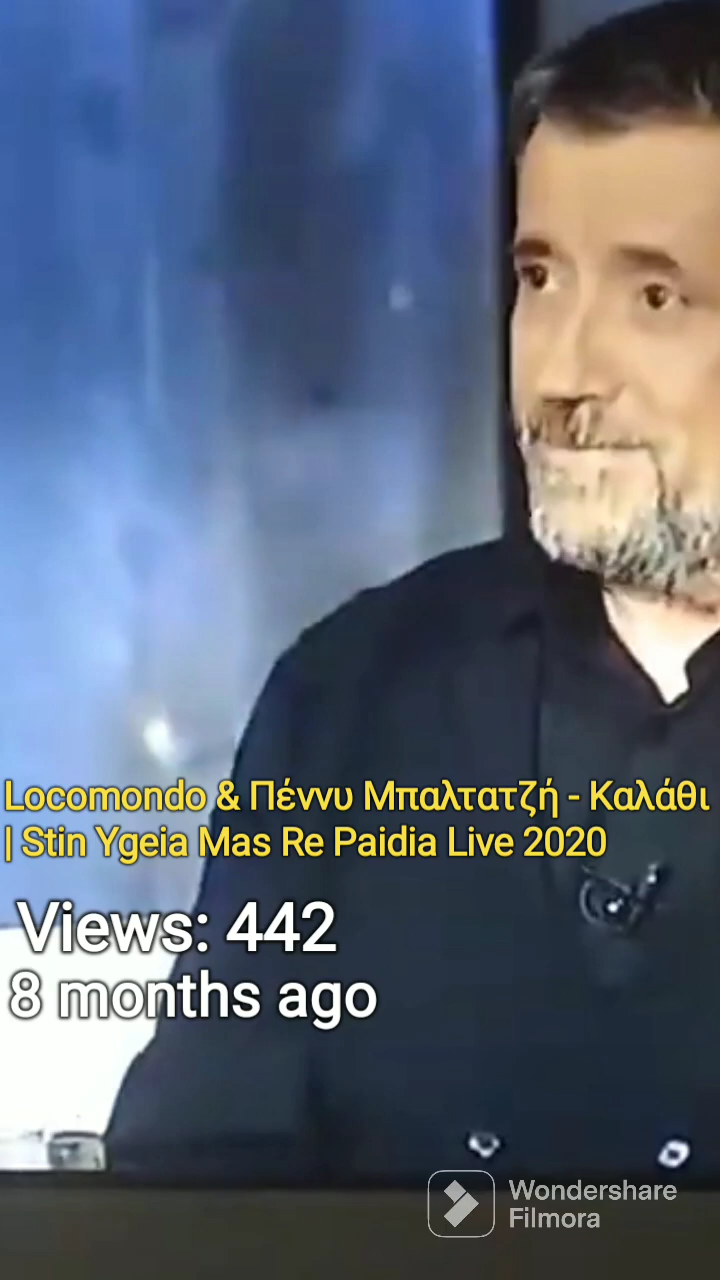 Locomondo & Πέννυ Μπαλτατζή - Καλάθι
| Stin Ygeia Mas Re Paidia Live 2020
Views: 442
8 months ago
Wondershare
Filmora